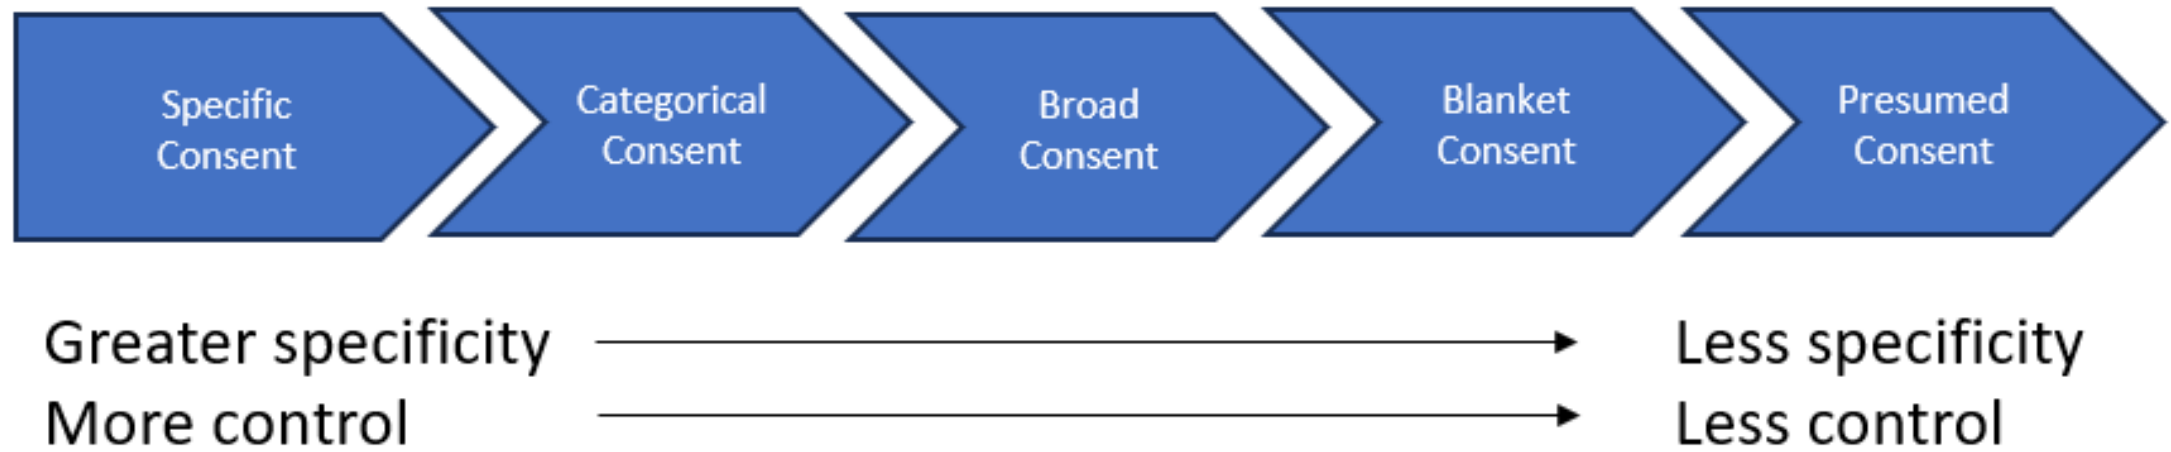 Specific
Consent
Categorical
Consent
Broad
Consent
Blanket
Consent
Presumed
Consent
Greater specificity
Less specificity
More control
Less control